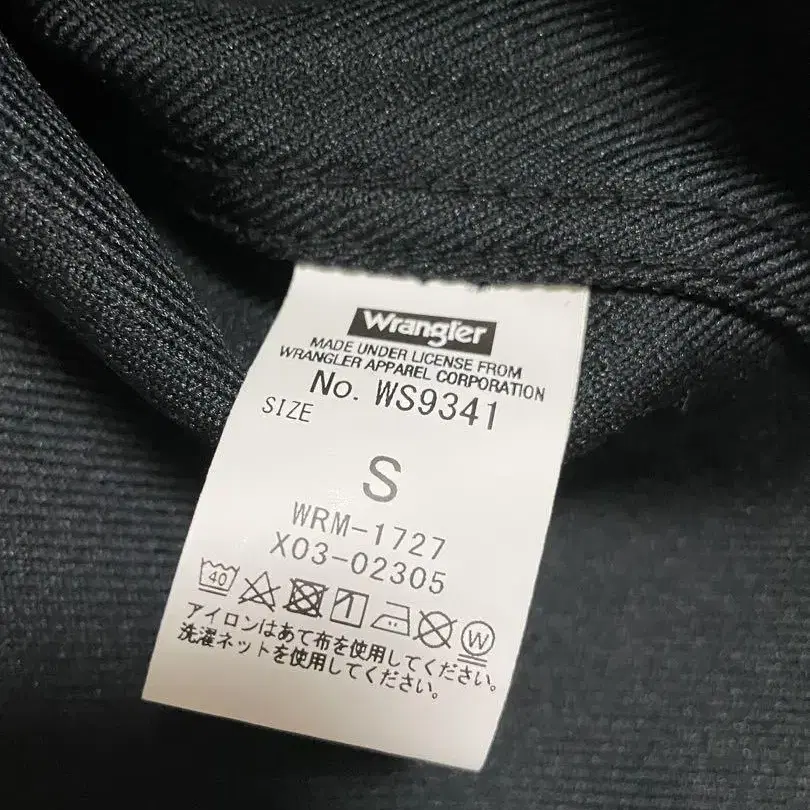 Wrangler
MADE UNDER LICENSE FROM
WRANGLER APPAREL CORPORATION
No. WS9341
SIZE
S
WRM-1727
X03-02305
40 W
アイロンはあて布を使用してください。
洗濯ネットを使用してください。